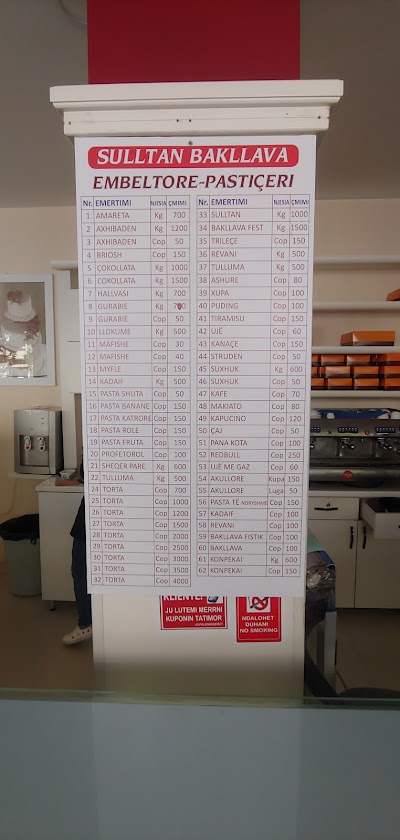 SULLTAN BAKLLAVA
EMBELTORE-PASTIÇERI
Nr. EMERTIMI NJESIA ÇMIMI
1 AMARETA Kg 700
2 AXHIBADEN Kg 1200
3 AXHIBADEN Cop 50
4 BRIOSH Cop 150
5 ÇOKOLLATA Kg 1000
6 ÇOKOLLATA Kg 1500
7 HALLVASI Kg 700
8 GURABIE Kg
9 GURABIE Cop 50
10 LLOKUME Kg 500
11 MAFISHE Cop 30
12 MAFISHE Cop 40
13 MYFLE Cop 150
14 KADAIF Kg 500
15 PASTA SHUTA Cop 50
16 PASTA BANANE Cop 150
17 PASTA KATRORE Cop 150
18 PASTA ROLE Cop 150
19 PASTA FRUTA Cop 150
20 PROFETOROL Cop 100
21 SHEQER PARE Kg 600
22 TULLUMA Kg 500
24 TORTA Cop 700
25 TORTA Cop 1000
26 TORTA Cop 1200
27 TORTA Cop 1500
28 TORTA Cop 2000
29 TORTA Cop 2500
30 TORTA Cop 3000
31 TORTA Cop 3500
32 TORTA Cop 4000
Nr. EMERTIMI NJESIA ÇMIMI
33 SULLTAN Kg 1000
34 BAKLLAVA FEST Kg 1500
35 TRILEÇE Cop 150
36 REVANI Kg 500
37 TULLUMA Kg 500
38 ASHURE Cop 80
39 XUPA Cop 100
40 PUDING Cop 100
41 TIRAMISU Cop 150
42 UJË Cop 60
43 KANAÇE Cop 150
44 STRUDEN Cop 50
45 SUXHUK Kg 600
46 SUXHUK Cop 50
47 KAFE Cop 70
48 MAKIATO Cop 80
49 KAPUCINO Cop 120
50 ÇAJ Cop 50
51 PANA KOTA Cop 100
52 REDBULL Cop 250
53 UJË ME GAZ Cop 60
54 AKULLORE Kupa 150
55 AKULLORE Luga 50
56 PASTA TË NDRYSHME Cop 150
57 KADAIF Cop 100
58 REVANI Cop 100
59 BAKLLAVA FISTIK Cop 100
60 BAKLLAVA Cop 100
61 KONPEKAI Kg 600
62 KONPEKAI Cop 150
KLIENTË!
JU LUTEMI MERRNI
KUPONIN TATIMOR
NDALOHET
DUHANI
NO SMOKING